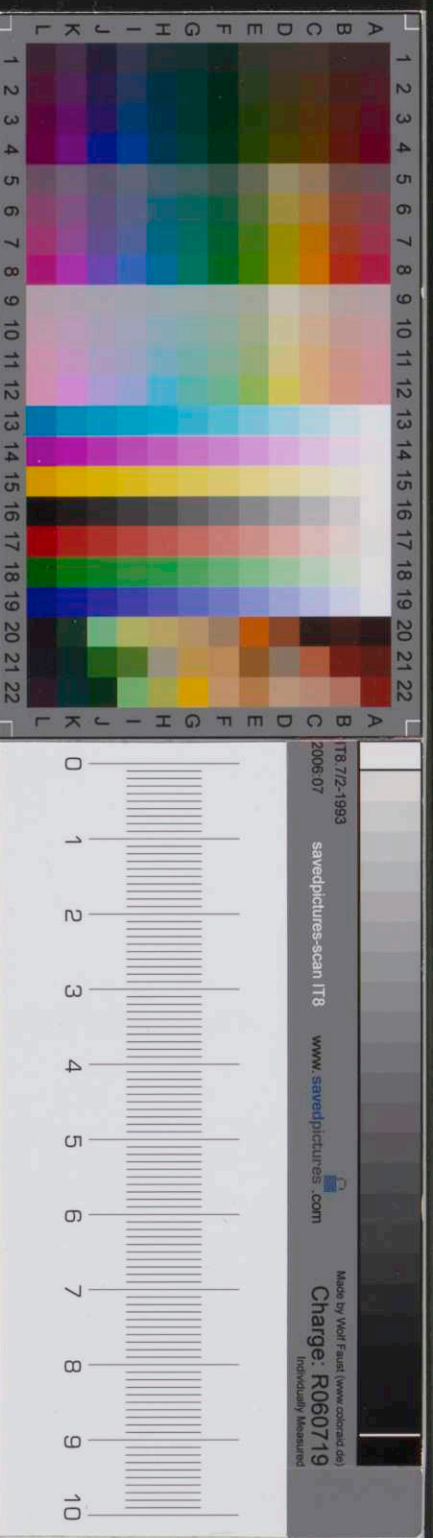 1 2 3 4 5 6 7 8 9 10 11 12 13 14 15 16 17 18 19 20 21 22
A
B
C
D
E
F
G
H
I
J
K
L
A
B
C
D
E
F
G
H
I
J
K
L
1 2 3 4 5 6 7 8 9 10 11 12 13 14 15 16 17 18 19 20 21 22
IT8.7/2-1993
2006:07
savedpictures-scan IT8
www.savedpictures.com
Made by Wolf Faust (www.coloraid.de)
Charge: R060719
Individually Measured
0 1 2 3 4 5 6 7 8 9 10